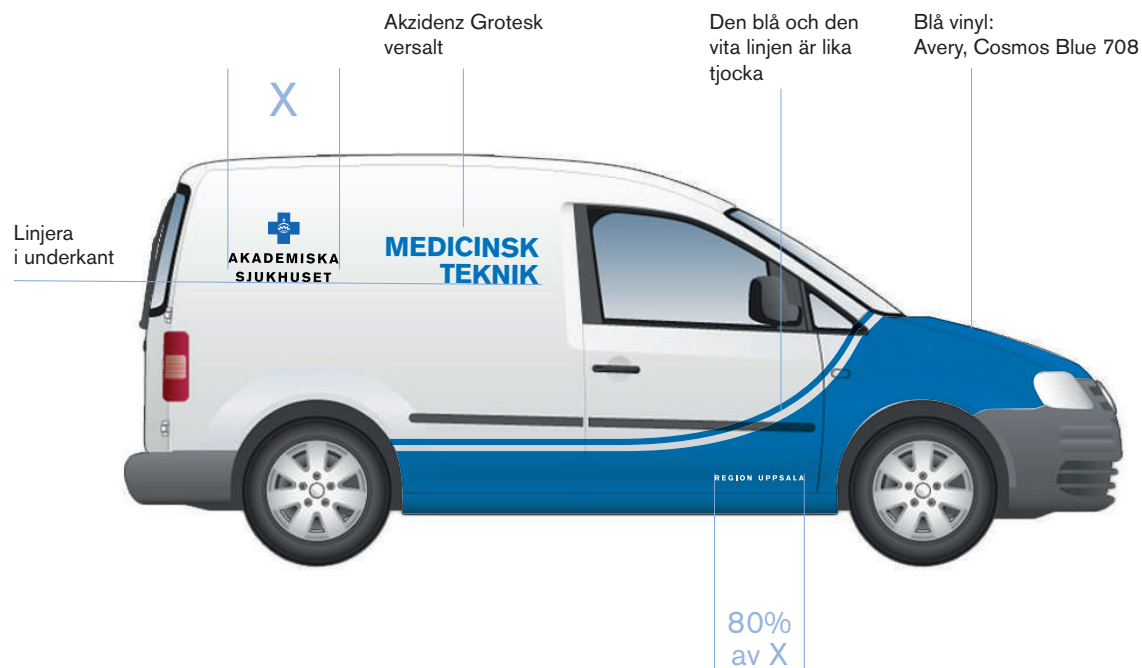 Akzidenz Grotesk
versalt
Den blå och den
vita linjen är lika
tjocka
Blå vinyl:
Avery, Cosmos Blue 708
X
Linjera
i underkant
AKADEMISKA
SJUKHUSET
MEDICINSK
TEKNIK
REGION UPPSALA
80%
av X